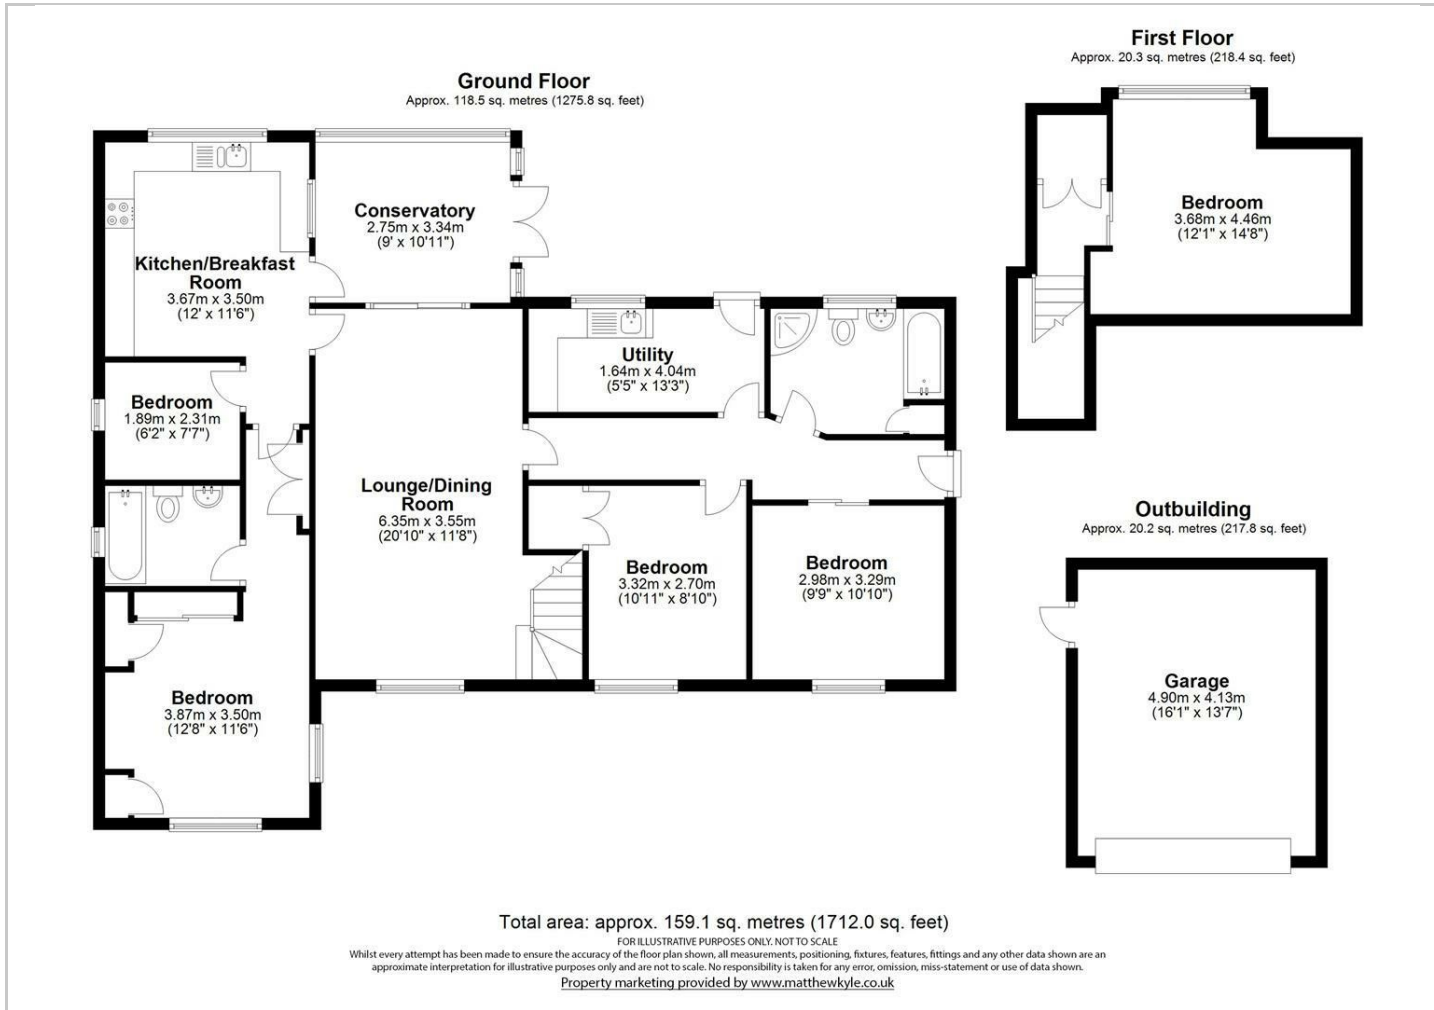 First Floor
Approx. 20.3 sq. metres (218.4 sq. feet)
Ground Floor
Approx. 118.5 sq. metres (1275.8 sq. feet)
Conservatory
2.75m x 3.34m
(9' x 10'11")
Bedroom
3.68m x 4.46m
(12'1" x 14'8")
Kitchen/Breakfast
Room
3.67m x 3.50m
(12' x 11'6")
Utility
1.64m x 4.04m
(5'5" x 13'3")
Bedroom
1.89m x 2.31m
(6'2" x 7'7")
Lounge/Dining
Room
6.35m x 3.55m
(20'10" x 11'8")
Bedroom
3.32m x 2.70m
(10'11" x 8'10")
Bedroom
2.98m x 3.29m
(9'9" x 10'10")
Outbuilding
Approx. 20.2 sq. metres (217.8 sq. feet)
Bedroom
3.87m x 3.50m
(12'8" x 11'6")
Garage
4.90m x 4.13m
(16'1" x 13'7")
Total area: approx. 159.1 sq. metres (1712.0 sq. feet)
FOR ILLUSTRATIVE PURPOSES ONLY. NOT TO SCALE
Whilst every attempt has been made to ensure the accuracy of the floor plan shown, all measurements, positioning, fixtures, features, fittings and any other data shown are an
approximate interpretation for illustrative purposes only and are not to scale. No responsibility is taken for any error, omission, miss-statement or use of data shown.
Property marketing provided by www.matthewkyle.co.uk